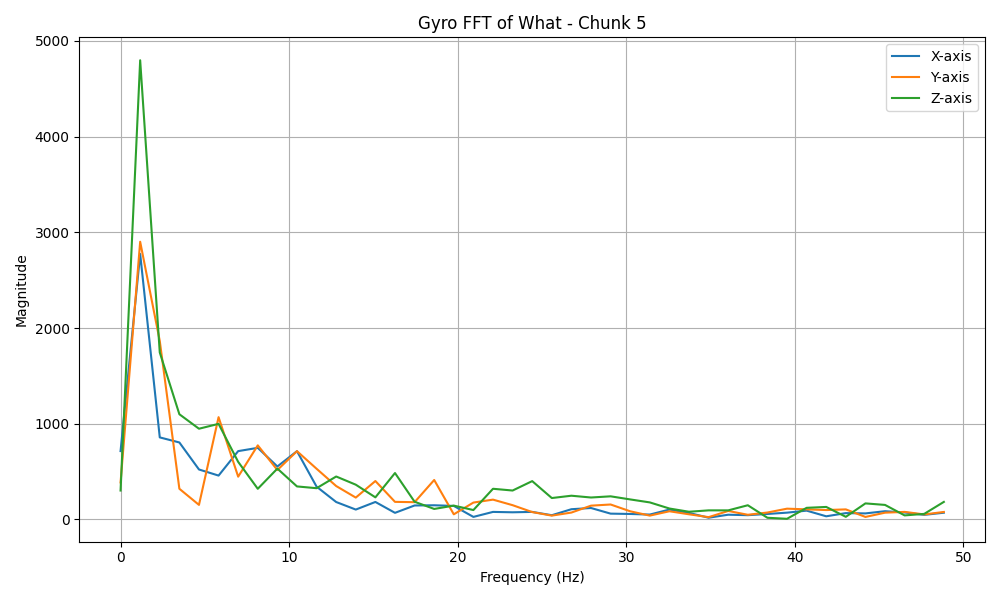 Gyro FFT of What - Chunk 5
X-axis
Y-axis
Z-axis
5000
4000
3000
2000
1000
0
Magnitude
0 10 20 30 40 50
Frequency (Hz)